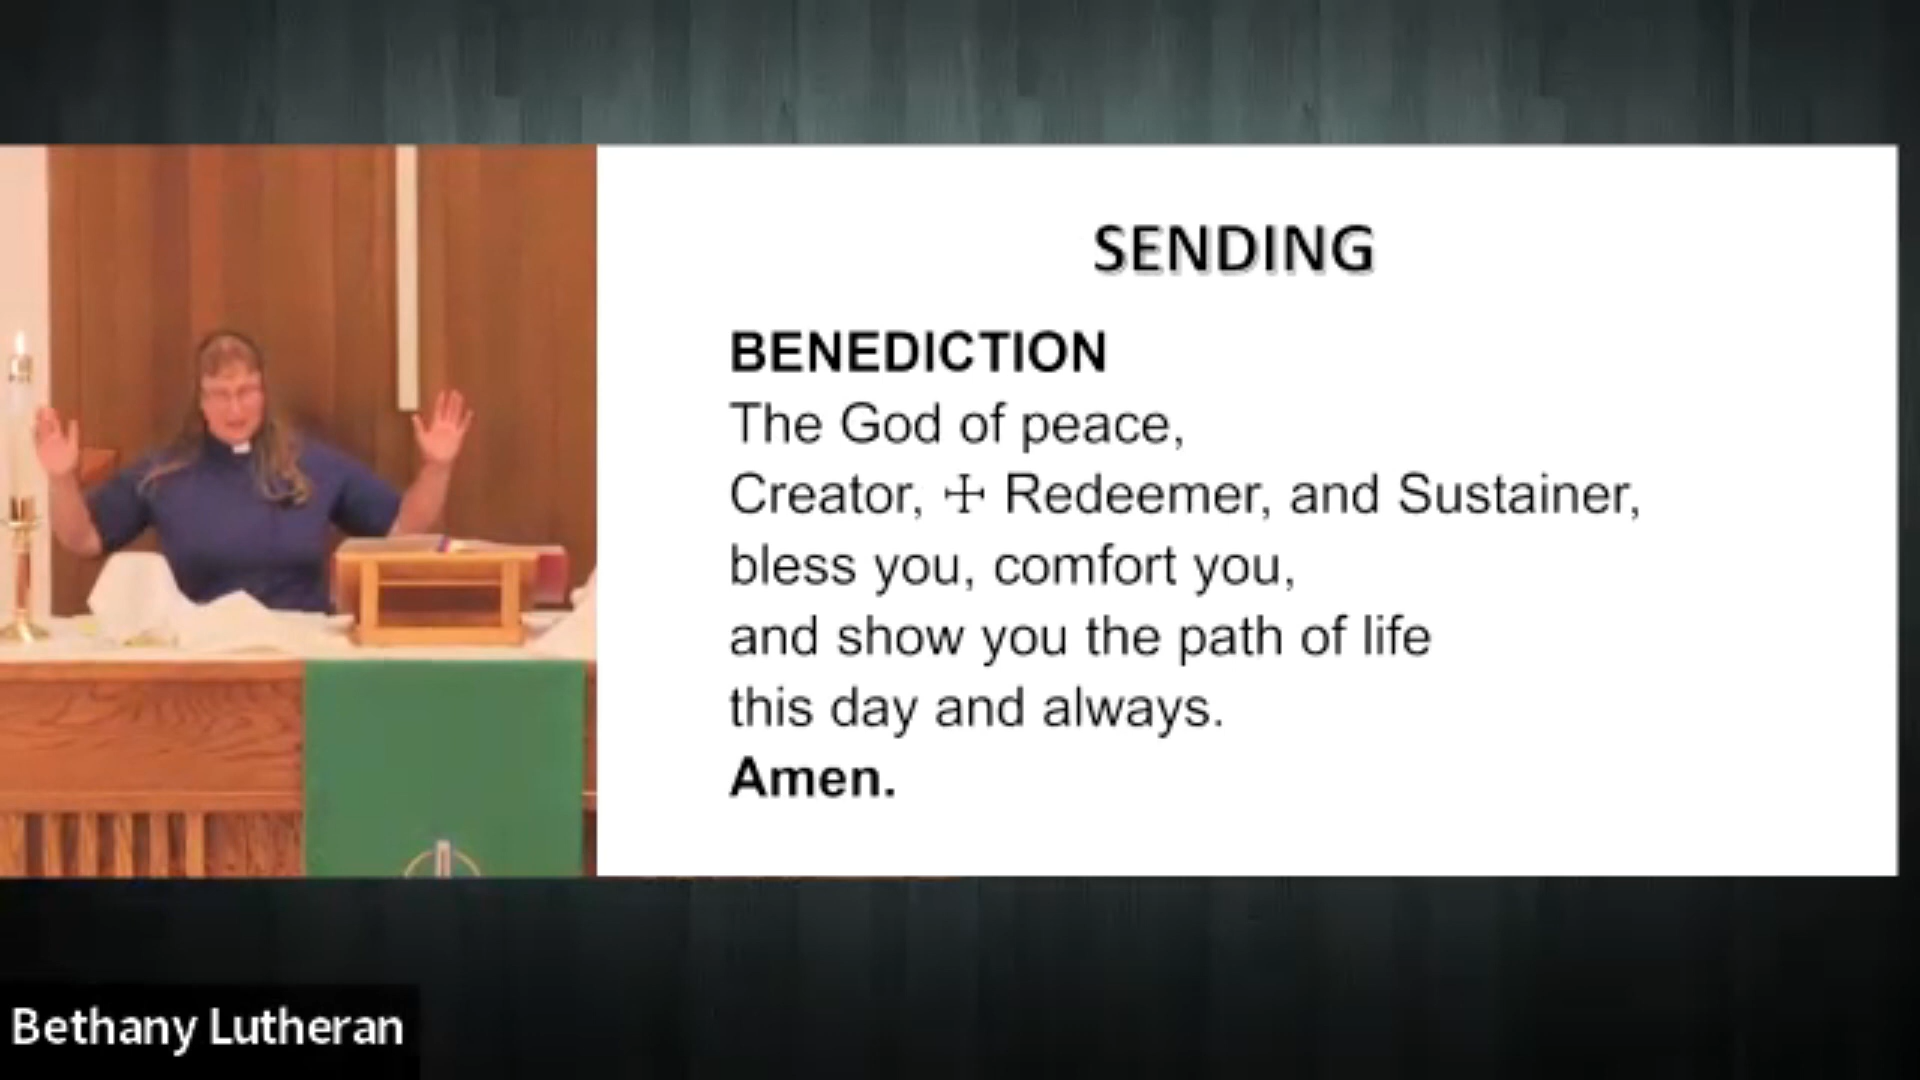 SENDING
BENEDICTION
The God of peace,
Creator, ☩ Redeemer, and Sustainer,
bless you, comfort you,
and show you the path of life
this day and always.
Amen.
Bethany Lutheran